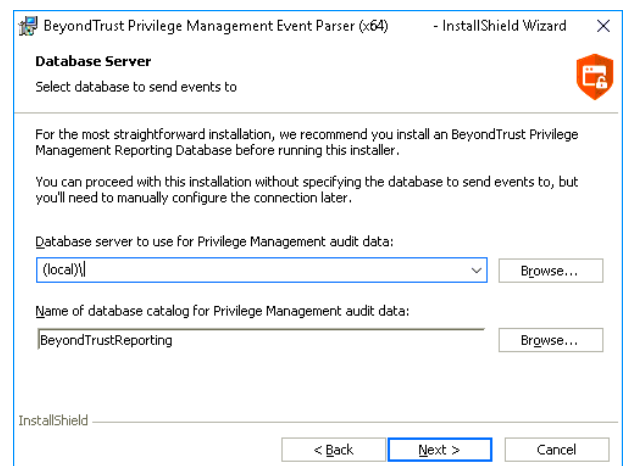 BeyondTrust Privilege Management Event Parser (x64) - InstallShield Wizard
Database Server
Select database to send events to
For the most straightforward installation, we recommend you install an BeyondTrust Privilege
Management Reporting Database before running this installer.
You can proceed with this installation without specifying the database to send events to, but
you'll need to manually configure the connection later.
Database server to use for Privilege Management audit data:
(local)\
Browse...
Name of database catalog for Privilege Management audit data:
BeyondTrustReporting
Browse...
InstallShield
< Back
Next >
Cancel